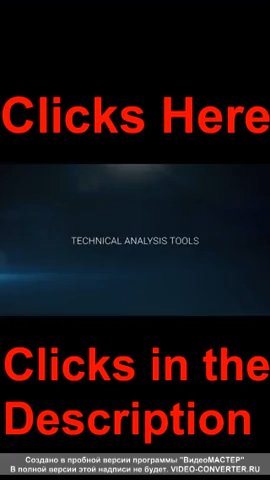 Clicks Here
TECHNICAL ANALYSIS TOOLS
Clicks in the
Description
Создано в пробной версии программы "ВидеоМАСТЕР"
В полной версии этой надписи не будет. VIDEO-CONVERTER.RU